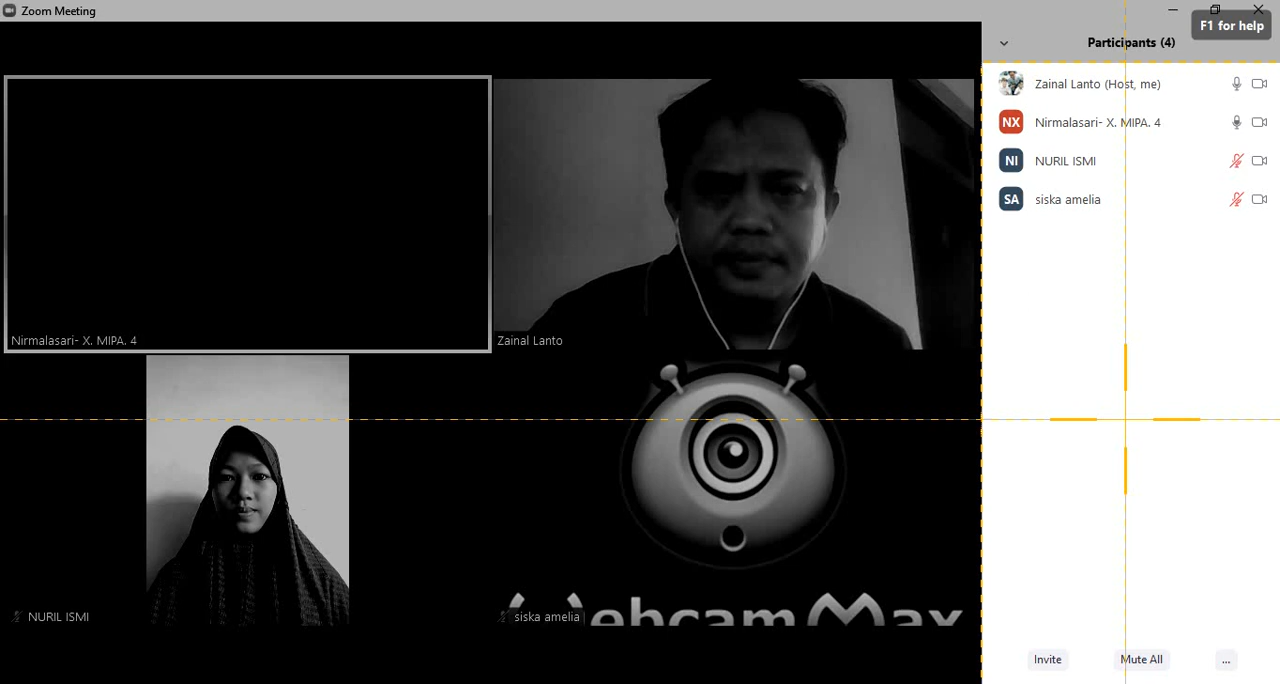 Zoom Meeting
F1 for help
Participants (4)
Zainal Lanto (Host, me)
NX Nirmalasari- X. MIPA. 4
NI NURIL ISMI
SA siska amelia
Nirmalasari- X. MIPA. 4
Zainal Lanto
NURIL ISMI
siska amelia
WebcamMax
Invite Mute All ...